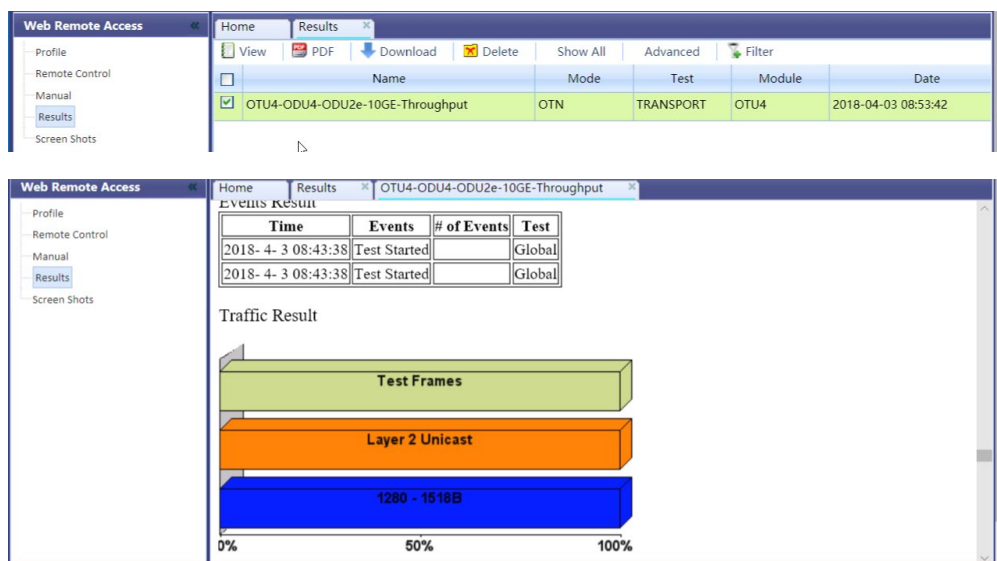 Web Remote Access
Profile
Remote Control
Manual
Results
Screen Shots
Home Results
View PDF Download Delete Show All Advanced Filter
Name Mode Test Module Date
OTU4-ODU4-ODU2e-10GE-Throughput OTN TRANSPORT OTU4 2018-04-03 08:53:42
Web Remote Access
Profile
Remote Control
Manual
Results
Screen Shots
Home Results OTU4-ODU4-ODU2e-10GE-Throughput
Events Result
Time Events # of Events Test
2018- 4- 3 08:43:38 Test Started Global
2018- 4- 3 08:43:38 Test Started Global
Traffic Result
Test Frames
Layer 2 Unicast
1280 - 1518B
0% 50% 100%